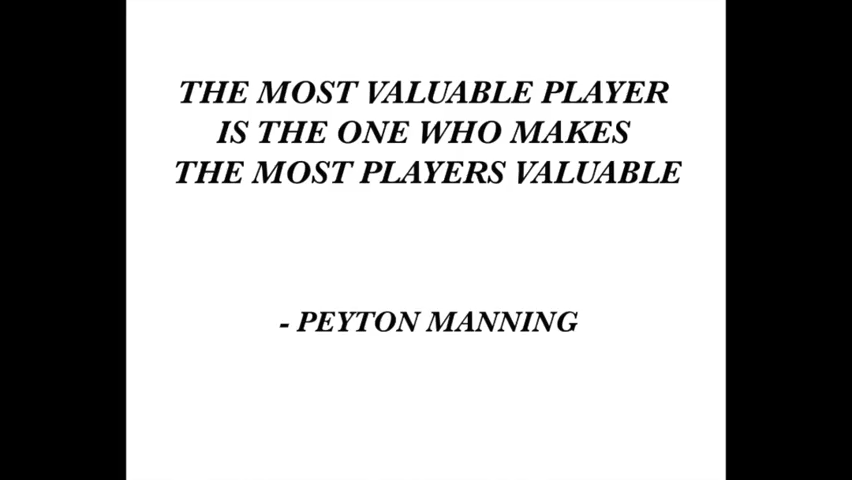 THE MOST VALUABLE PLAYER
IS THE ONE WHO MAKES
THE MOST PLAYERS VALUABLE
- PEYTON MANNING